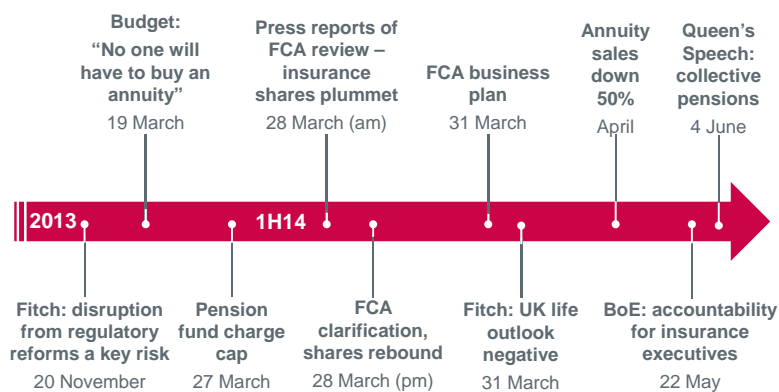 Budget:
“No one will
have to buy an
annuity”
19 March
Press reports of
FCA review –
insurance
shares plummet
28 March (am)
FCA business
plan
31 March
Annuity
sales
down
50%
April
Queen’s
Speech:
collective
pensions
4 June
2013
1H14
Fitch: disruption
from regulatory
reforms a key risk
20 November
Pension
fund charge
cap
27 March
FCA
clarification,
shares rebound
28 March (pm)
Fitch: UK life
outlook
negative
31 March
BoE: accountability
for insurance
executives
22 May